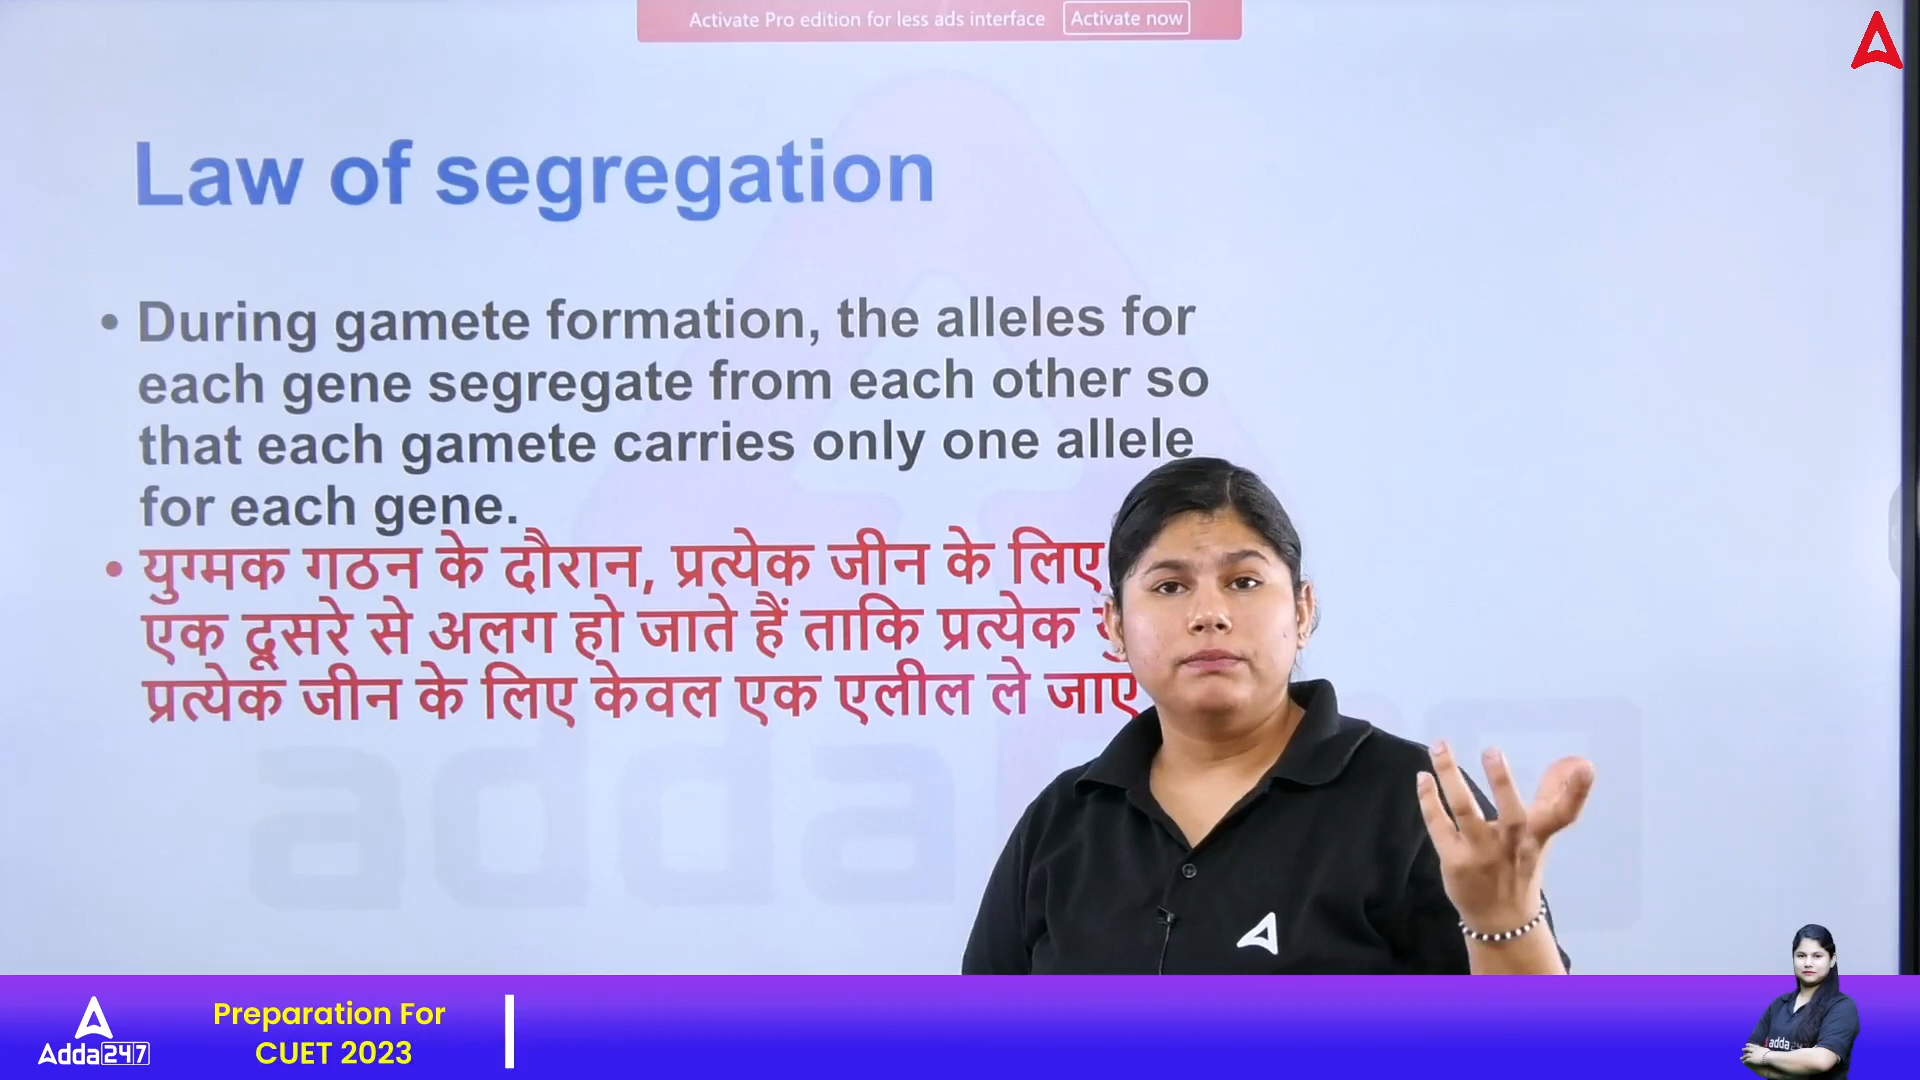 Activate Pro edition for less ads interface Activate now
Law of segregation
• During gamete formation, the alleles for
each gene segregate from each other so
that each gamete carries only one allele
for each gene.
• युग्मक गठन के दौरान, प्रत्येक जीन के लिए
एक दूसरे से अलग हो जाते हैं ताकि प्रत्येक
प्रत्येक जीन के लिए केवल एक एलील ले जाए
adda
Adda247
Preparation For
CUET 2023
adda